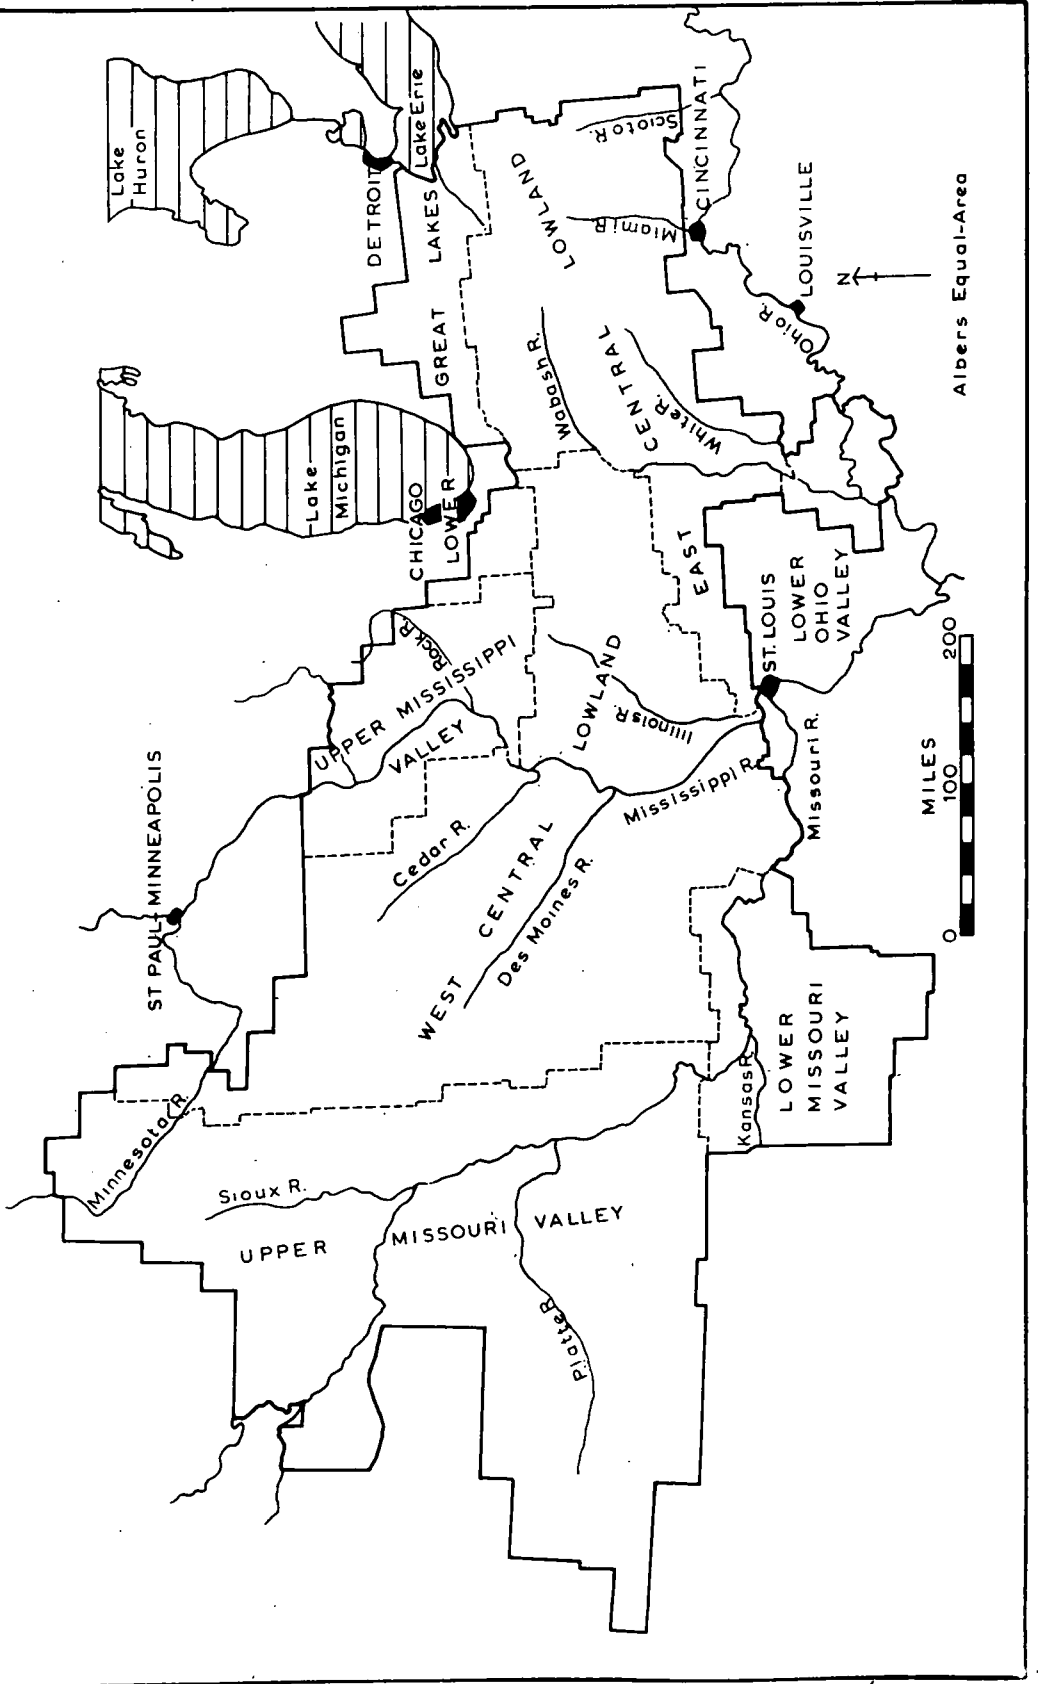 Lake
Huron
Lake Erie
DETROIT
Lake
Michigan
CHICAGO
LOWER GREAT LAKES
ST PAUL-MINNEAPOLIS
Minnesota R.
Sioux R.
UPPER MISSOURI VALLEY
Platte R.
UPPER MISSISSIPPI
VALLEY
Rock R.
Cedar R.
WEST CENTRAL LOWLAND
Des Moines R.
Mississippi R.
Illinois R.
EAST CENTRAL LOWLAND
Wabash R.
White R.
Miami R.
Scioto R.
CINCINNATI
LOUISVILLE
Ohio R.
ST. LOUIS
LOWER
OHIO
VALLEY
Missouri R.
Kansas R.
LOWER
MISSOURI
VALLEY
N
0 100 200
MILES
Albers Equal-Area